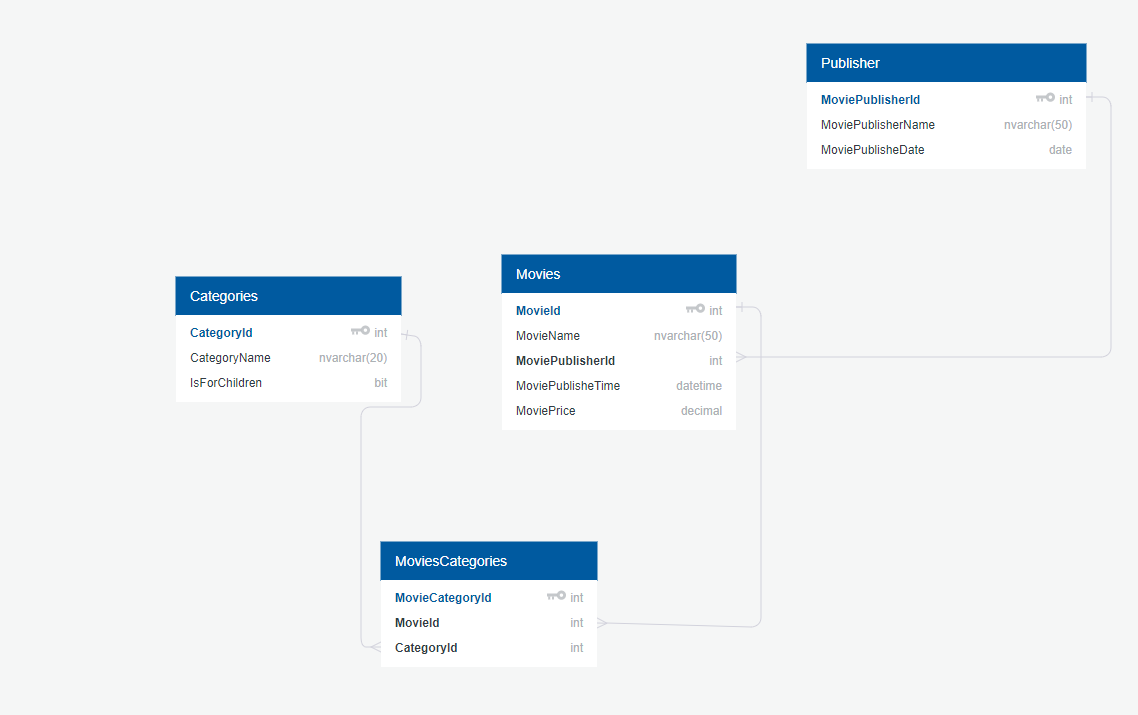 Publisher
MoviePublisherId int
MoviePublisherName nvarchar(50)
MoviePublisheDate date
Categories
CategoryId int
CategoryName nvarchar(20)
IsForChildren bit
Movies
MovieId int
MovieName nvarchar(50)
MoviePublisherId int
MoviePublisheTime datetime
MoviePrice decimal
MoviesCategories
MovieCategoryId int
MovieId int
CategoryId int